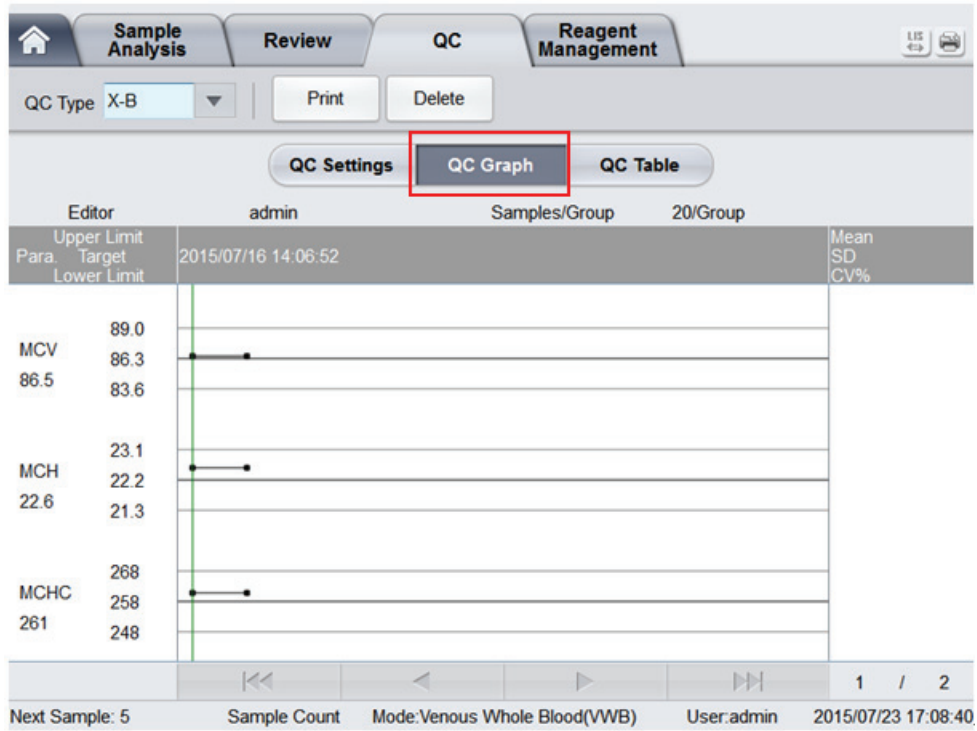 Sample Analysis Review QC Reagent Management LIS
QC Type X-B Print Delete
QC Settings QC Graph QC Table
Editor admin Samples/Group 20/Group
Upper Limit Mean
Para. Target 2015/07/16 14:06:52 SD
Lower Limit CV%
89.0
MCV
86.3
86.5
83.6
23.1
MCH
22.2
22.6
21.3
268
MCHC
258
261
248
1 / 2
Next Sample: 5 Sample Count Mode:Venous Whole Blood(VWB) User:admin 2015/07/23 17:08:40